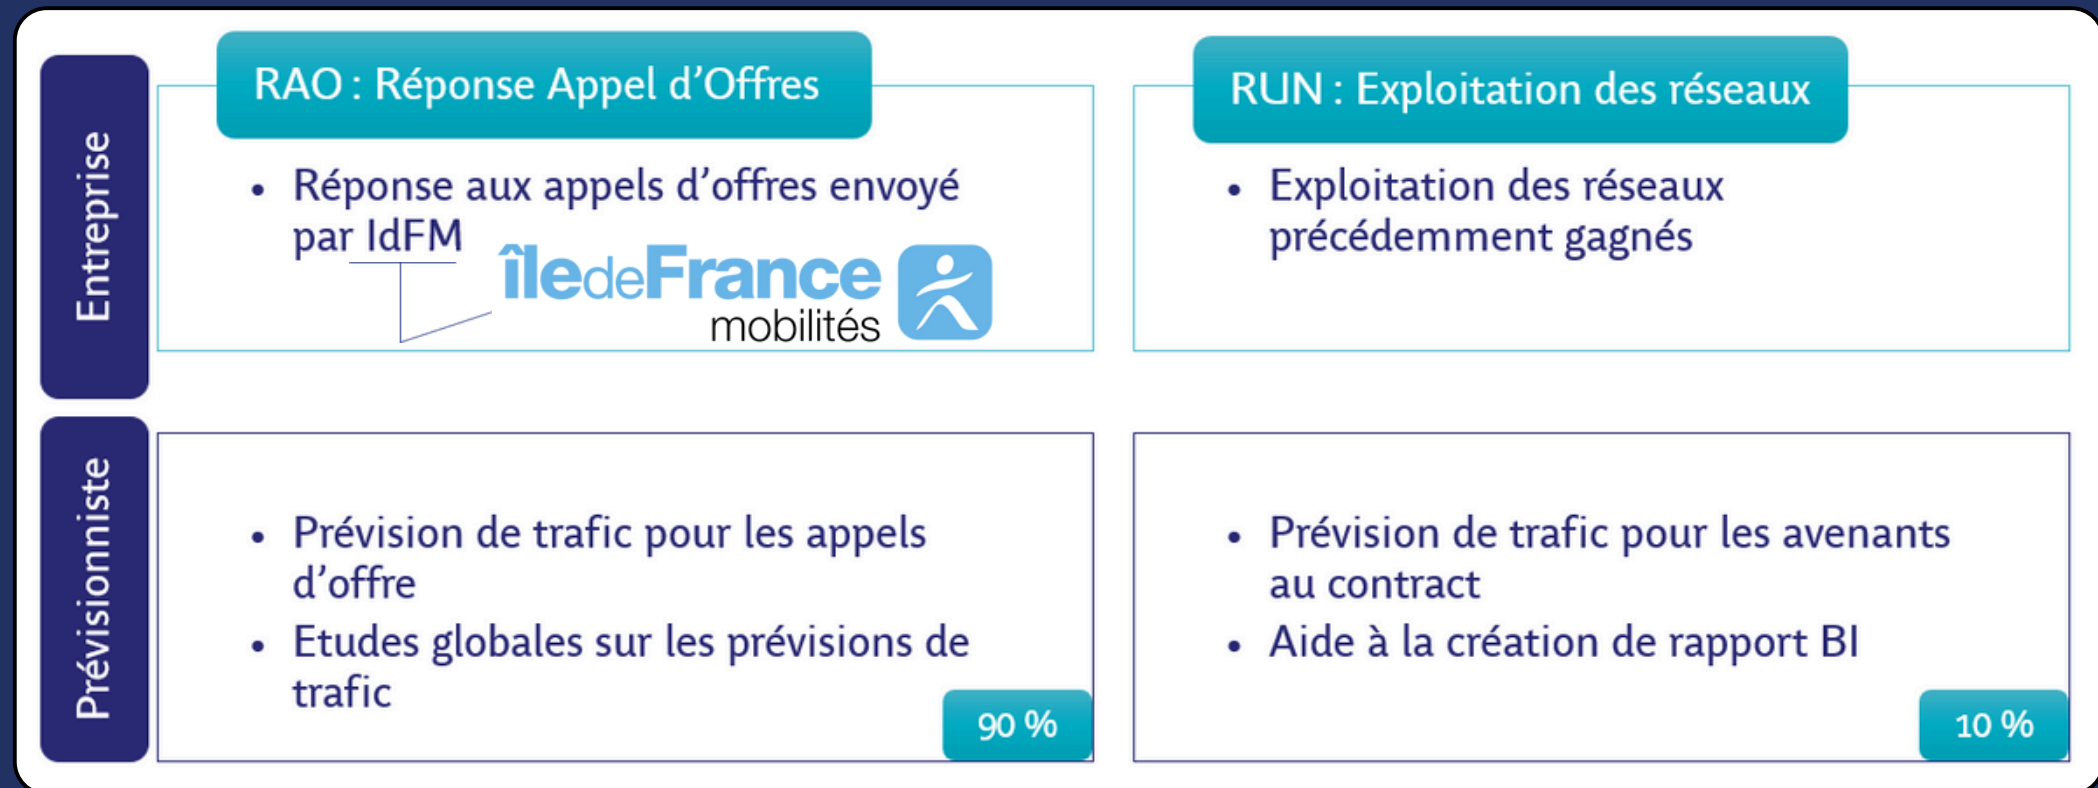 Entreprise
RAO : Réponse Appel d’Offres
• Réponse aux appels d’offres envoyé
par IdFM
îledeFrance
mobilités
RUN : Exploitation des réseaux
• Exploitation des réseaux
précédemment gagnés
Prévisionniste
• Prévision de trafic pour les appels
d’offre
• Etudes globales sur les prévisions de
trafic
90 %
• Prévision de trafic pour les avenants
au contract
• Aide à la création de rapport BI
10 %